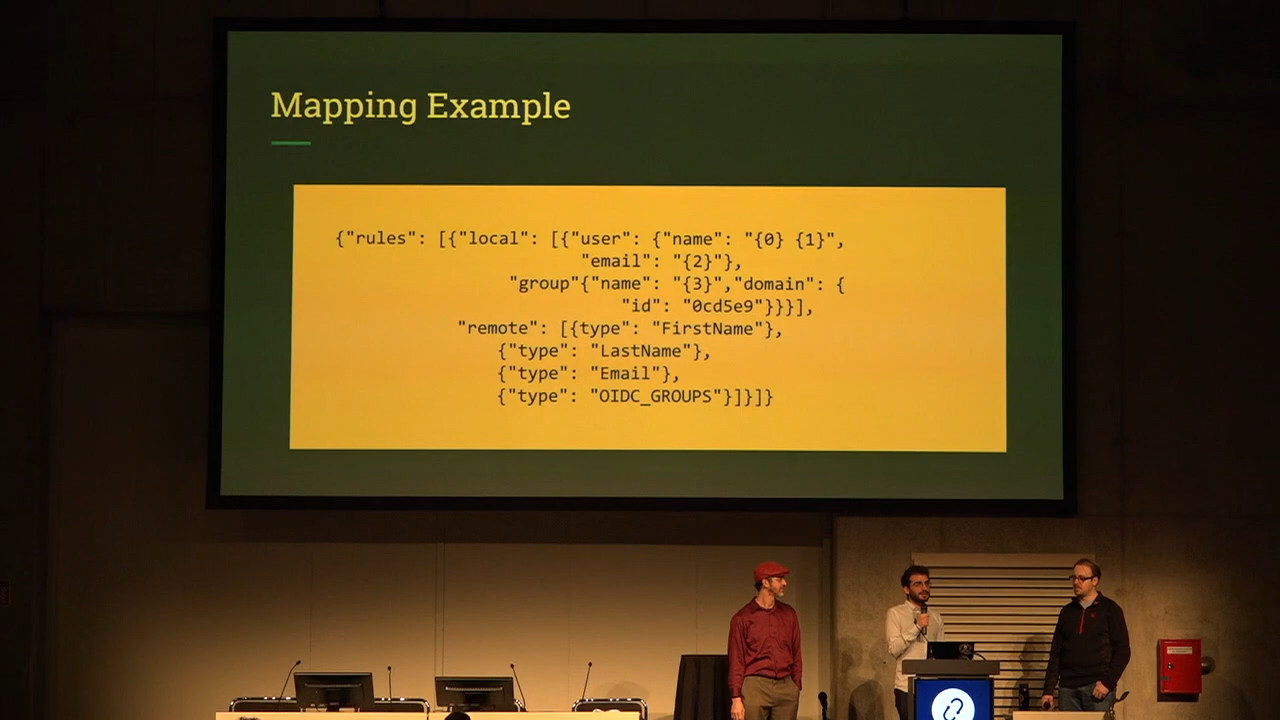 Mapping Example
{"rules": [{"local": [{"user": {"name": "{0} {1}",
"email": "{2}"},
"group"{"name": "{3}","domain": {
"id": "0cd5e9"}}}],
"remote": [{type": "FirstName"},
{"type": "LastName"},
{"type": "Email"},
{"type": "OIDC_GROUPS"}]}]}